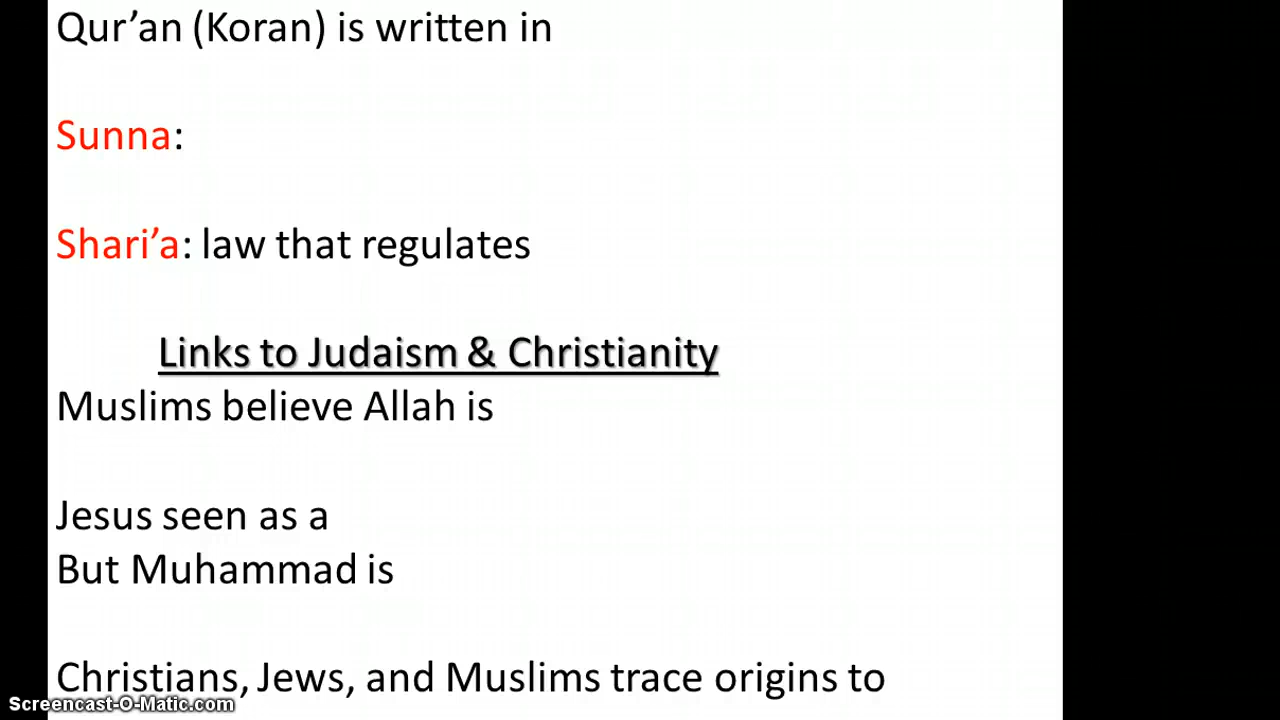 Qur’an (Koran) is written in
Sunna:
Shari’a: law that regulates
Links to Judaism & Christianity
Muslims believe Allah is
Jesus seen as a
But Muhammad is
Christians, Jews, and Muslims trace origins to
Screencast-O-Matic.com